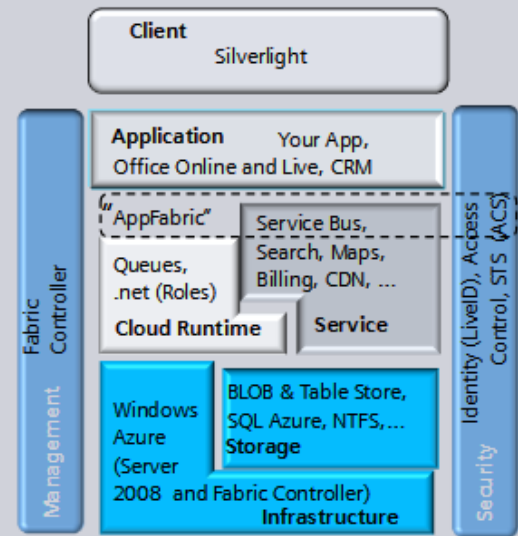 Client
Silverlight
Application Your App,
Office Online and Live, CRM
“AppFabric”
Service Bus,
Search, Maps,
Billing, CDN, ...
Service
Queues,
.net (Roles)
Cloud Runtime
BLOB & Table Store,
SQL Azure, NTFS,...
Storage
Windows
Azure
(Server
2008 and Fabric Controller)
Infrastructure
Fabric
Controller
Management
Identity (LiveID), Access
Control, STS (ACS)
Security